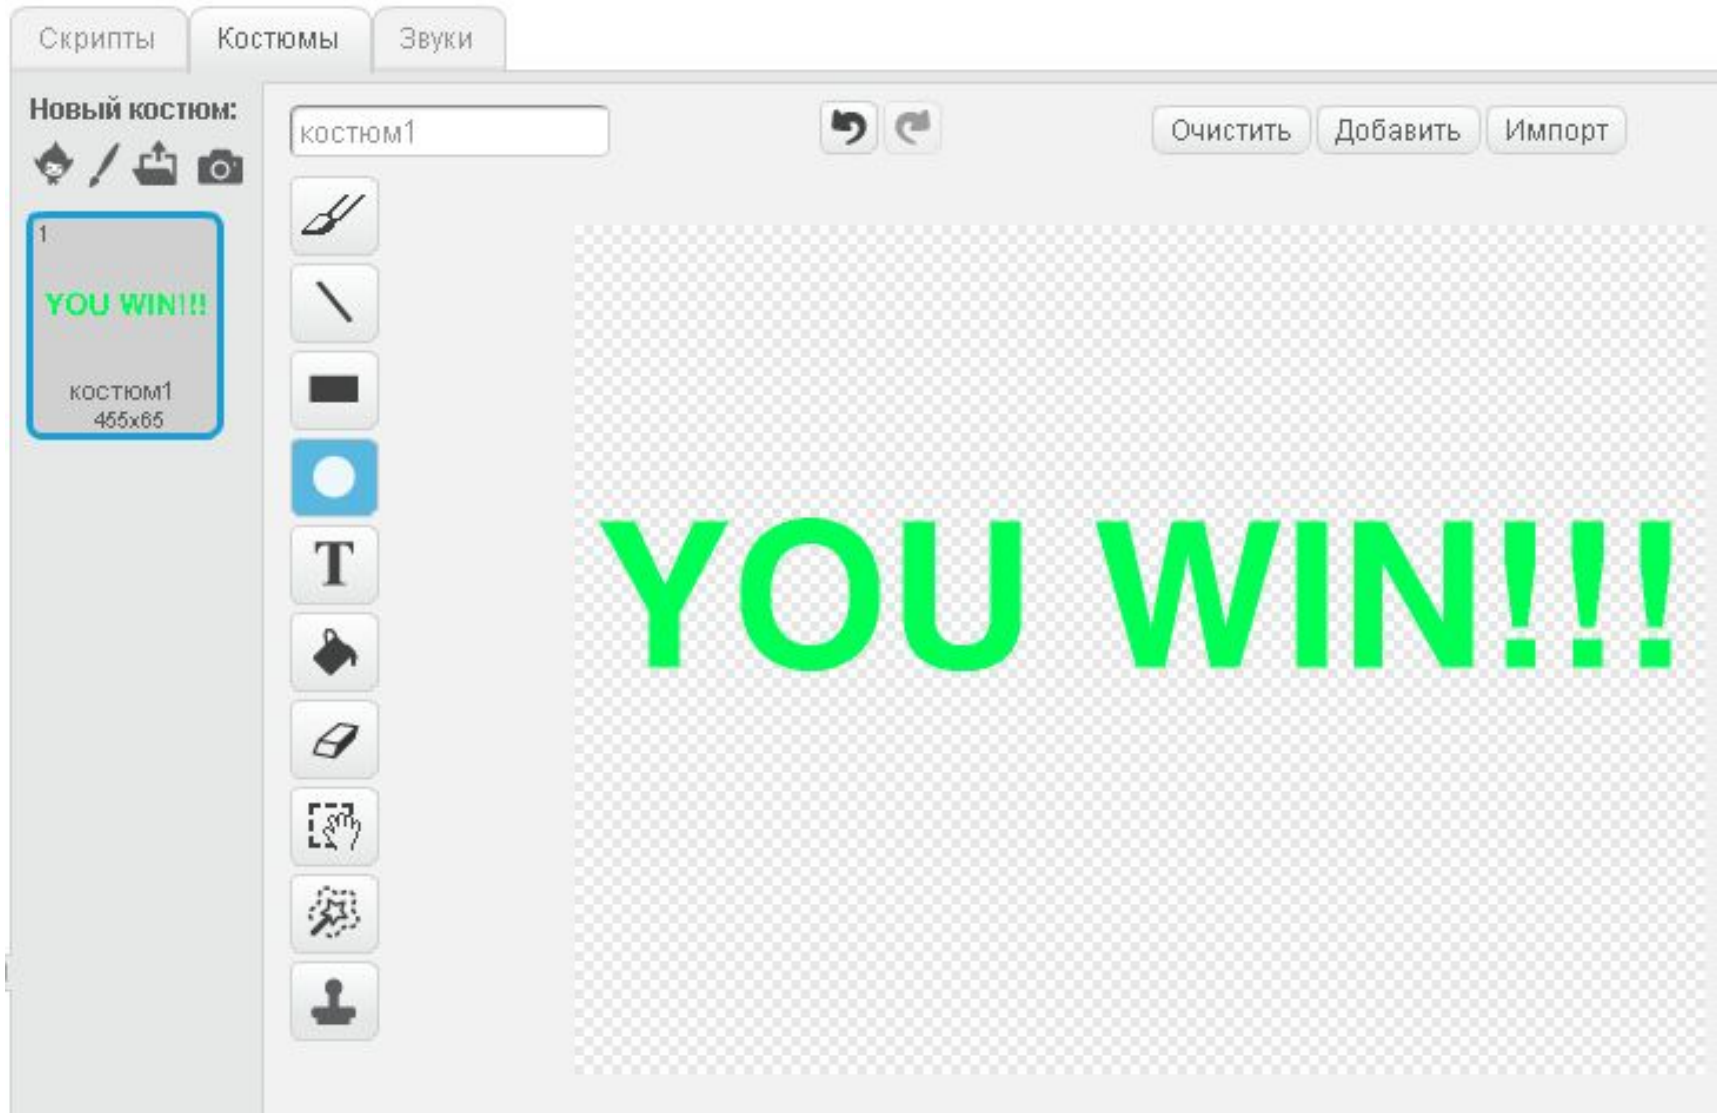 Скрипты Костюмы Звуки
Новый костюм:
костюм1
Очистить Добавить Импорт
1
YOU WIN!!!
костюм1
455x65
T
YOU WIN!!!